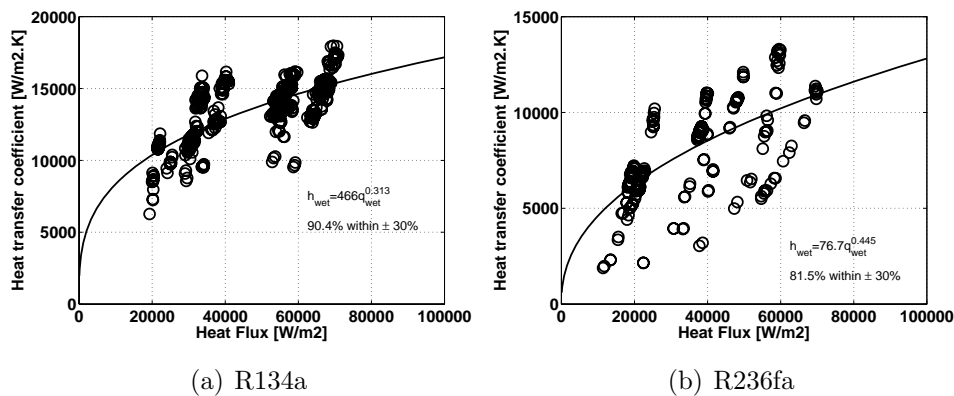 20000
15000
10000
5000
0
Heat transfer coefficient [W/m2.K]
h_wet=466q_wet^0.313
90.4% within ± 30%
0 20000 40000 60000 80000 100000
Heat Flux [W/m2]
(a) R134a
15000
10000
5000
0
Heat transfer coefficient [W/m2.K]
h_wet=76.7q_wet^0.445
81.5% within ± 30%
0 20000 40000 60000 80000 100000
Heat Flux [W/m2]
(b) R236fa